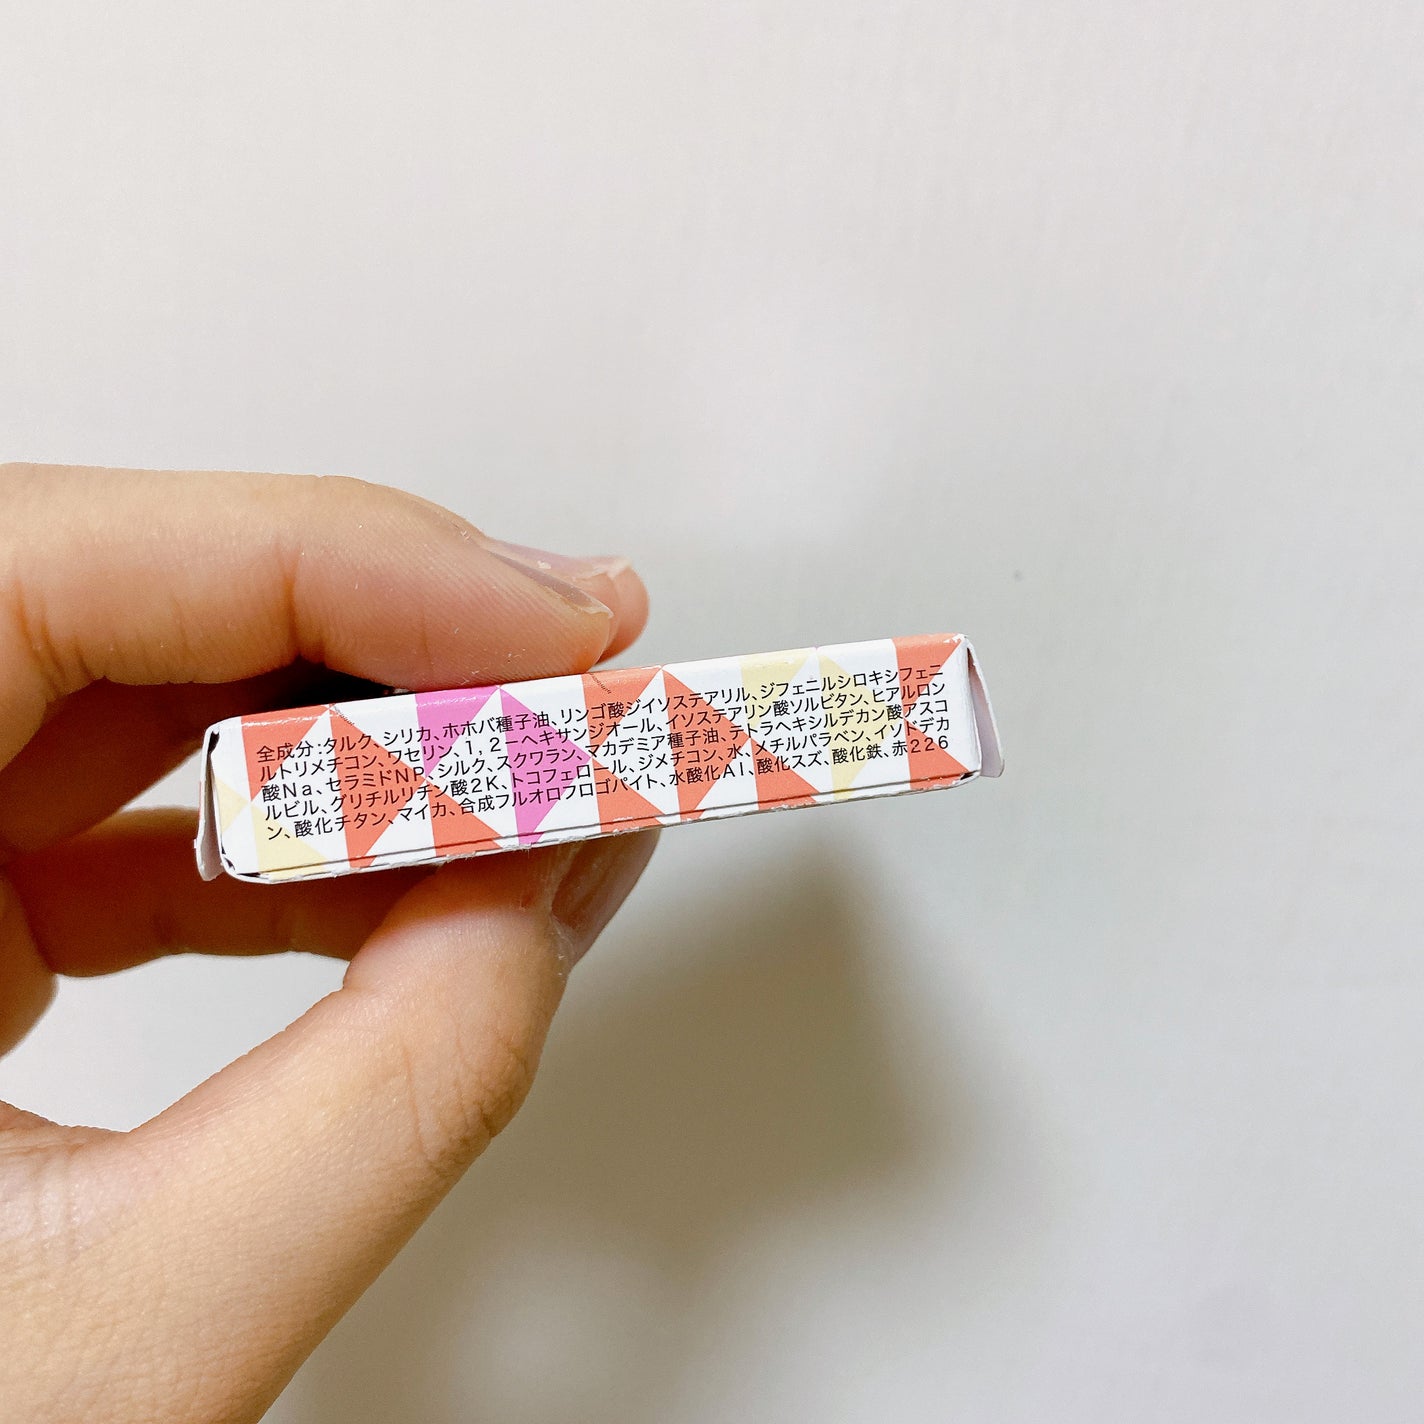 全成分:タルク、シリカ、ホホバ種子油、リンゴ酸ジイソステアリル、ジフェニルシロキシフェニ
ルトリメチコン、ワセリン、1,2ーヘキサンジオール、イソステアリン酸ソルビタン、ヒアルロン
酸Na、セラミドNP、シルク、スクワラン、マカデミア種子油、テトラヘキシルデカン酸アスコ
ルビル、グリチルリチン酸2K、トコフェロール、ジメチコン、水、メチルパラベン、イソドデカ
ン、酸化チタン、マイカ、合成フルオロフロゴパイト、水酸化Al、酸化スズ、酸化鉄、赤226